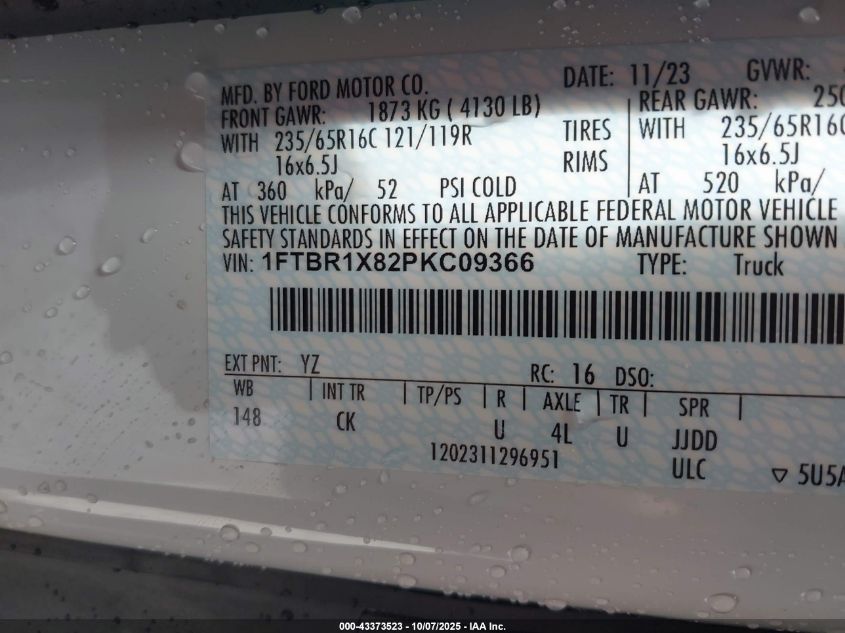 MFD. BY FORD MOTOR CO. DATE: 11/23 GVWR:
FRONT GAWR: 1873 KG ( 4130 LB) REAR GAWR: 250
WITH 235/65R16C 121/119R TIRES WITH 235/65R16C
16x6.5J RIMS 16x6.5J
AT 360 kPa/ 52 PSI COLD AT 520 kPa/
THIS VEHICLE CONFORMS TO ALL APPLICABLE FEDERAL MOTOR VEHICLE
SAFETY STANDARDS IN EFFECT ON THE DATE OF MANUFACTURE SHOWN
VIN: 1FTBR1X82PKC09366 TYPE: Truck
EXT PNT: YZ RC: 16 DSO:
WB INT TR TP/PS R AXLE TR SPR
148 CK U 4L U JJDD
1202311296951 ULC 5U5A
000-43373523 - 10/07/2025 - IAA Inc.